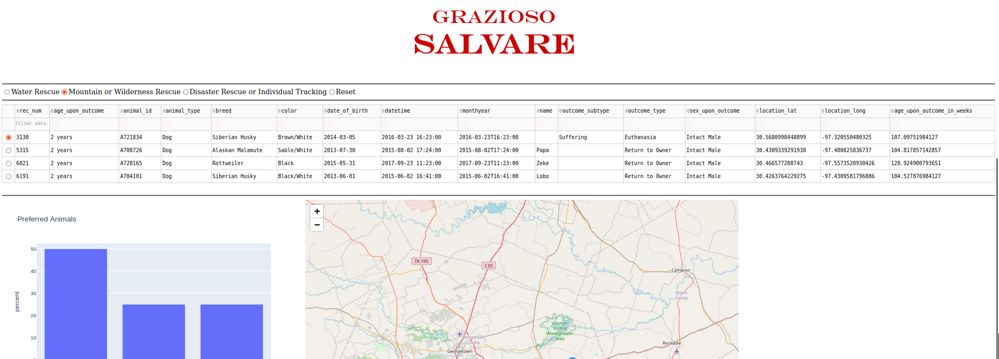 GRAZIOSO
SALVARE
Water Rescue Mountain or Wilderness Rescue Disaster Rescue or Individual Tracking Reset
rec_num age_upon_outcome animal_id animal_type breed color date_of_birth datetime monthyear name outcome_subtype outcome_type sex_upon_outcome location_lat location_long age_upon_outcome_in_weeks
filter data.
3130 2 years A721834 Dog Siberian Husky Brown/White 2014-03-05 2016-03-23 16:23:00 2016-03-23T16:23:00 Suffering Euthanasia Intact Male 30.5680998448899 -97.320550480325 107.09751984127
5315 2 years A708726 Dog Alaskan Malamute Sable/White 2013-07-30 2015-08-02 17:24:00 2015-08-02T17:24:00 Papa Return to Owner Intact Male 30.4309339291938 -97.480825836737 104.817857142857
6021 2 years A728165 Dog Rottweiler Black 2015-05-31 2017-09-23 11:23:00 2017-09-23T11:23:00 Zeke Return to Owner Intact Male 30.466577208743 -97.5573520930426 120.924900793651
6191 2 years A704101 Dog Siberian Husky Black/White 2013-06-01 2015-06-02 16:41:00 2015-06-02T16:41:00 Lobo Return to Owner Intact Male 30.4263764229275 -97.4309581796886 104.527876984127
Preferred Animals
50
40
30
20
10
percent
+
−
TX 195
I 35
Cameron
Milam
County
Granger
Wildlife
Management
Area
Williamson
County
Georgetown
Rockdale